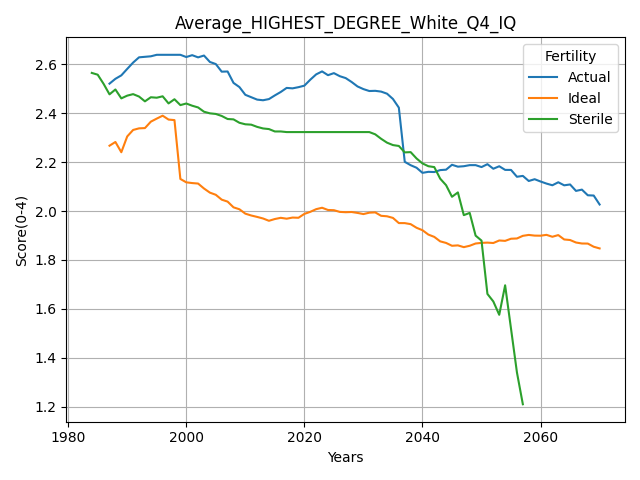 Average_HIGHEST_DEGREE_White_Q4_IQ
Fertility
Actual
Ideal
Sterile
Score(0-4)
2.6
2.4
2.2
2.0
1.8
1.6
1.4
1.2
1980
2000
2020
2040
2060
Years